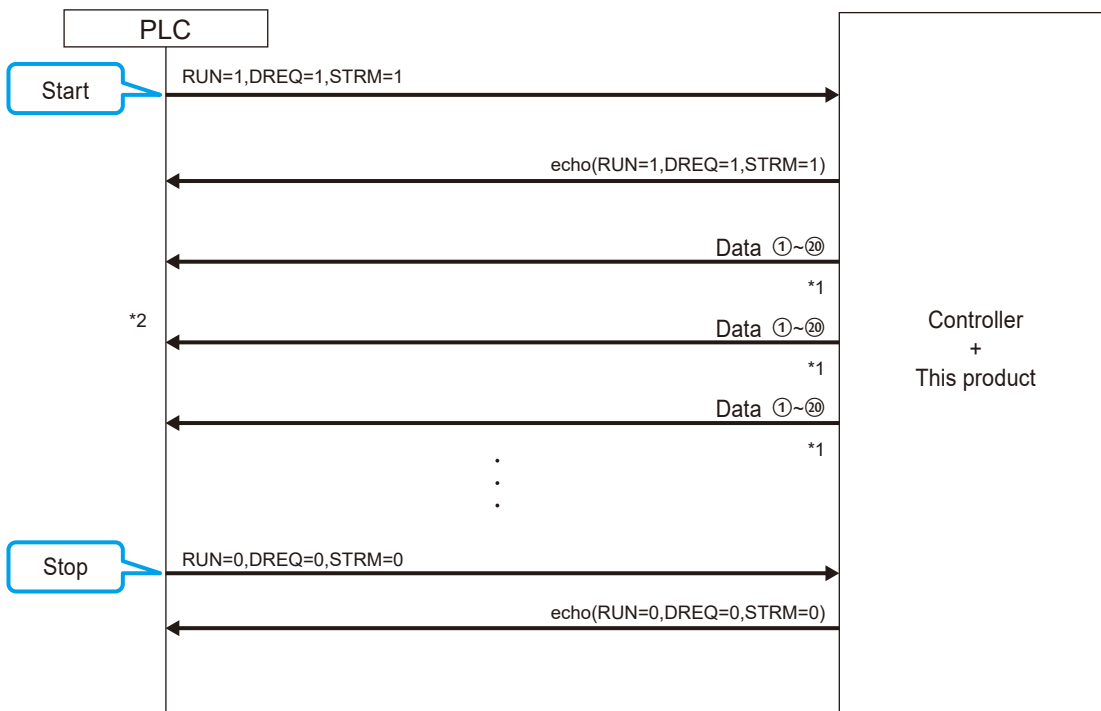 PLC
Start
RUN=1,DREQ=1,STRM=1
echo(RUN=1,DREQ=1,STRM=1)
Data ①~⑳
*1
*2
Data ①~⑳
*1
Data ①~⑳
*1
Controller
+
This product
Stop
RUN=0,DREQ=0,STRM=0
echo(RUN=0,DREQ=0,STRM=0)